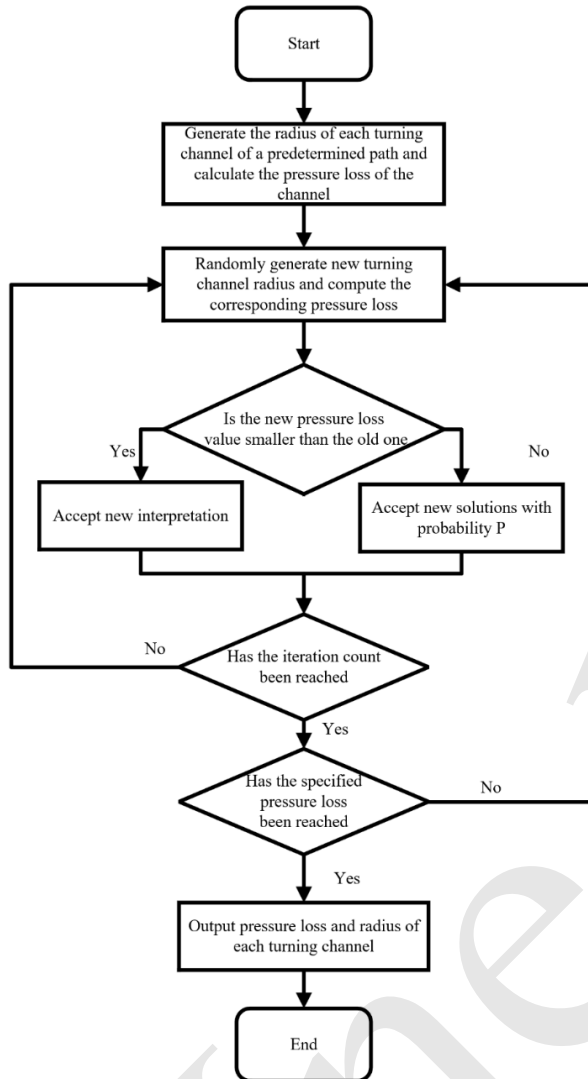 Start
Generate the radius of each turning
channel of a predetermined path and
calculate the pressure loss of the
channel
Randomly generate new turning
channel radius and compute the
corresponding pressure loss
Is the new pressure loss
value smaller than the old one
Yes
No
Accept new interpretation
Accept new solutions with
probability P
No
Has the iteration count
been reached
Yes
Has the specified
pressure loss
been reached
No
Yes
Output pressure loss and radius of
each turning channel
End